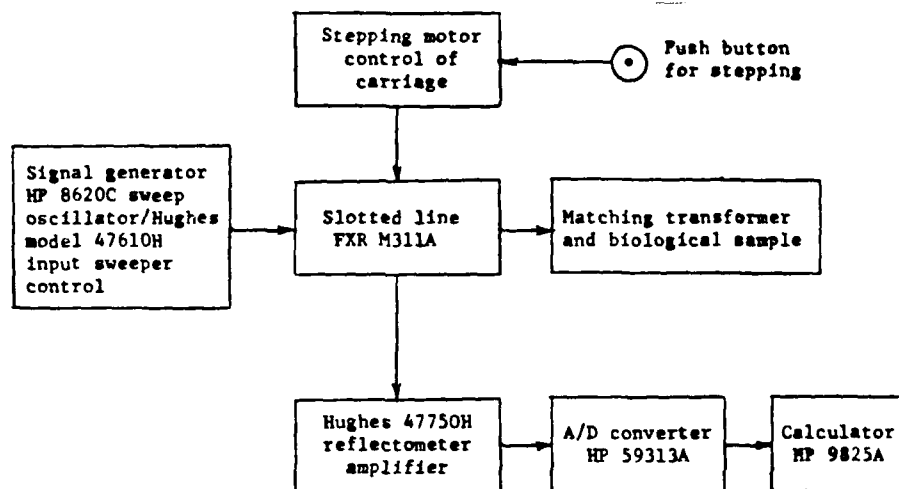 Stepping motor
control of
carriage
Push button
for stepping
Signal generator
HP 8620C sweep
oscillator/Hughes
model 47610H
input sweeper
control
Slotted line
FXR M311A
Matching transformer
and biological sample
Hughes 47750H
reflectometer
amplifier
A/D converter
HP 59313A
Calculator
HP 9825A